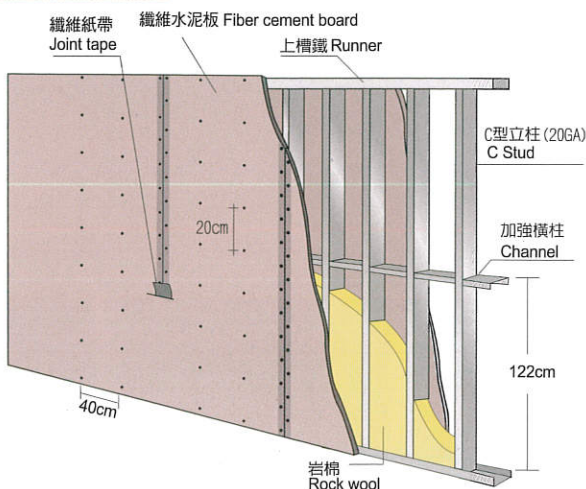 纖維紙帶
Joint tape
纖維水泥板 Fiber cement board
上槽鐵 Runner
C型立柱 (20GA)
C Stud
加強橫柱
Channel
20cm
122cm
40cm
岩棉
Rock wool